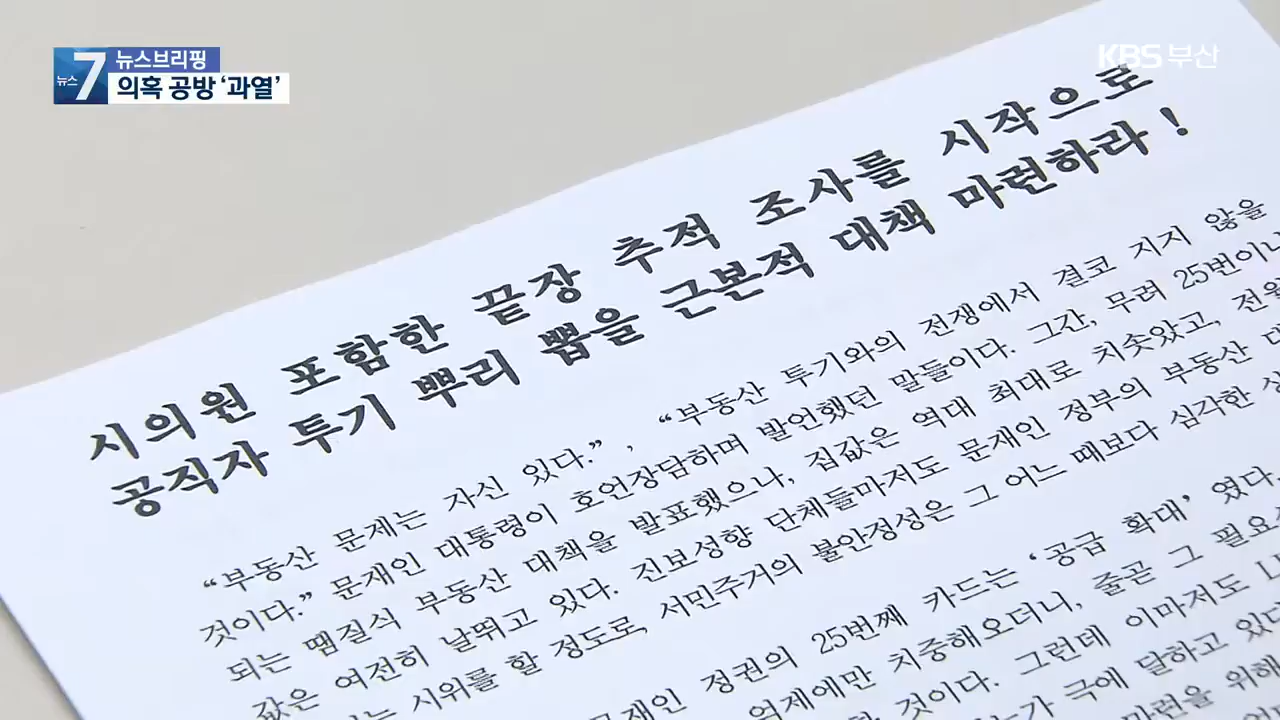 뉴스7
뉴스브리핑
의혹 공방 ‘과열’
KBS 부산
시의원 포함한 끝장 추적 조사를 시작으로
공직자 투기 뿌리 뽑을 근본적 대책 마련하라!
“부동산 문제는 자신 있다.”, “부동산 투기와의 전쟁에서 결코 지지 않을
것이다.” 문재인 대통령이 호언장담하며 발언했던 말들이다. 그간, 무려 25번이나
되는 땜질식 부동산 대책을 발표했으나, 집값은 역대 최대로 치솟았고, 전월
값은 여전히 날뛰고 있다. 진보성향 단체들마저도 문재인 정부의 부동산
시위를 할 정도로, 서민주거의 불안정성은 그 어느 때보다 심각한
정권의 25번째 카드는 ‘공급 확대’였다.
억제에만 치중해오더니, 줄곧 그
것이다. 그런데 이마저도
극에 달하고 있다
마련을 위해